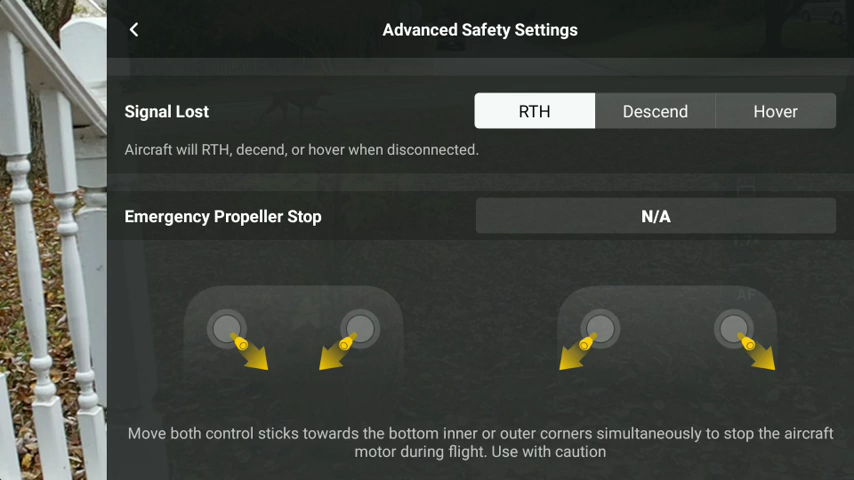 Advanced Safety Settings
Signal Lost
RTH
Descend
Hover
Aircraft will RTH, decend, or hover when disconnected.
Emergency Propeller Stop
N/A
AF
Move both control sticks towards the bottom inner or outer corners simultaneously to stop the aircraft
motor during flight. Use with caution